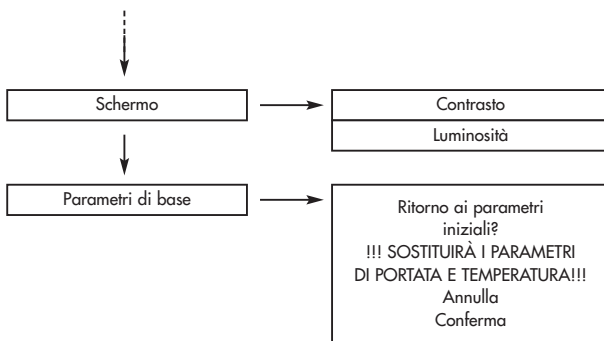 Schermo
Contrasto
Luminosità
Parametri di base
Ritorno ai parametri
iniziali?
!!! SOSTITUIRÀ I PARAMETRI
DI PORTATA E TEMPERATURA!!!
Annulla
Conferma